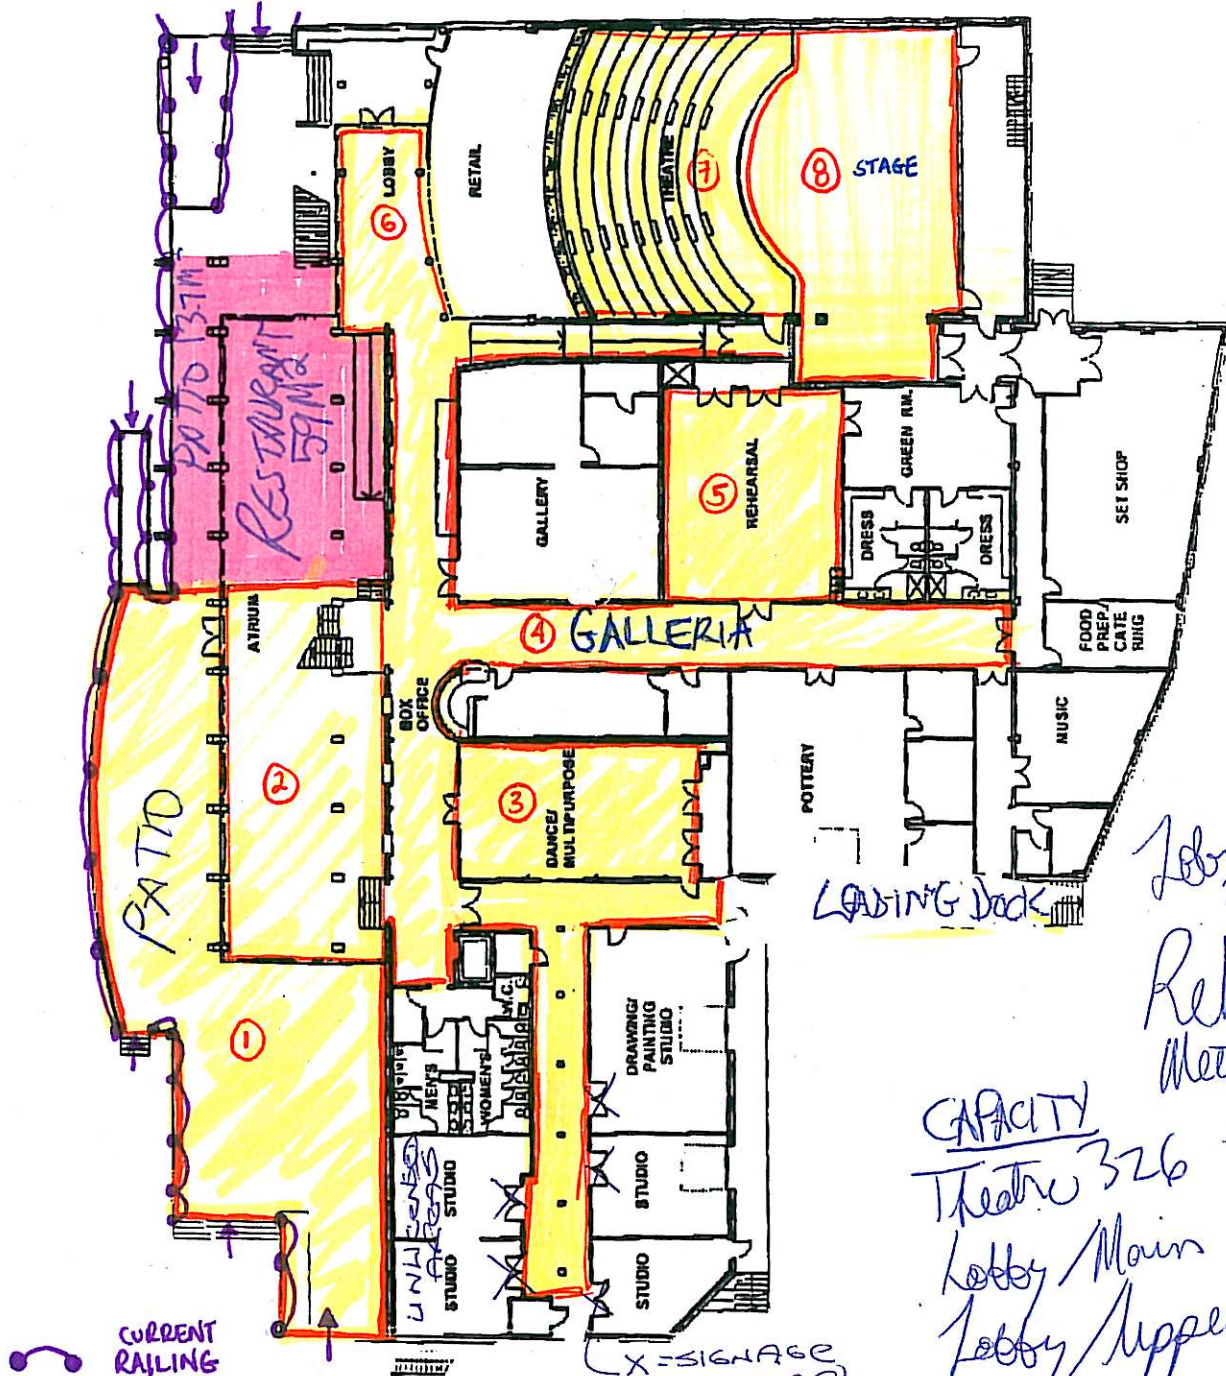 LOBBY
6
RETAIL
THEATRE
7
8 STAGE
PATIO 137M
RESTAURANT
59M2
GALLERY
5
REHEARSAL
GREEN RM.
DRESS
DRESS
SET SHOP
ATRIUM
4 GALLERIA
FOOD
PREP/
CATE
RING
BOX
OFFICE
MUSIC
PATIO
2
3
DANCE/
MULTIPURPOSE
POTTERY
LOADING DOCK
1
MEN'S
WOMEN'S
W.C.
DRAWING/
PAINTING
STUDIO
UNLICENSED
AREAS
STUDIO
STUDIO
STUDIO
STUDIO
CAPACITY
Theatre 326
Lobby/Main
Lobby/Upper
CURRENT
RAILING
X=SIGNAGE